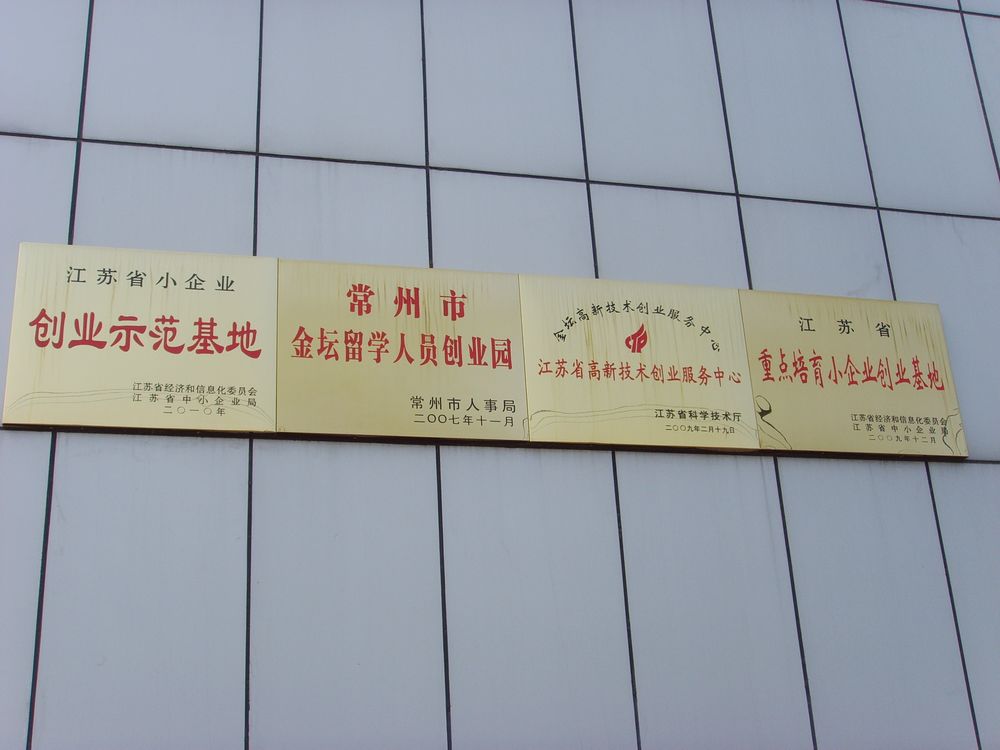 江苏省小企业
创业示范基地
江苏省经济和信息化委员会
江苏省中小企业局
二〇一〇年
常州市
金坛留学人员创业园
常州市人事局
二〇〇七年十一月
金坛高新技术创业服务中心
江苏省高新技术创业服务中心
江苏省科学技术厅
二〇〇九年二月十九日
江苏省
重点培育小企业创业基地
江苏省经济和信息化委员会
江苏省中小企业局
二〇〇九年十二月